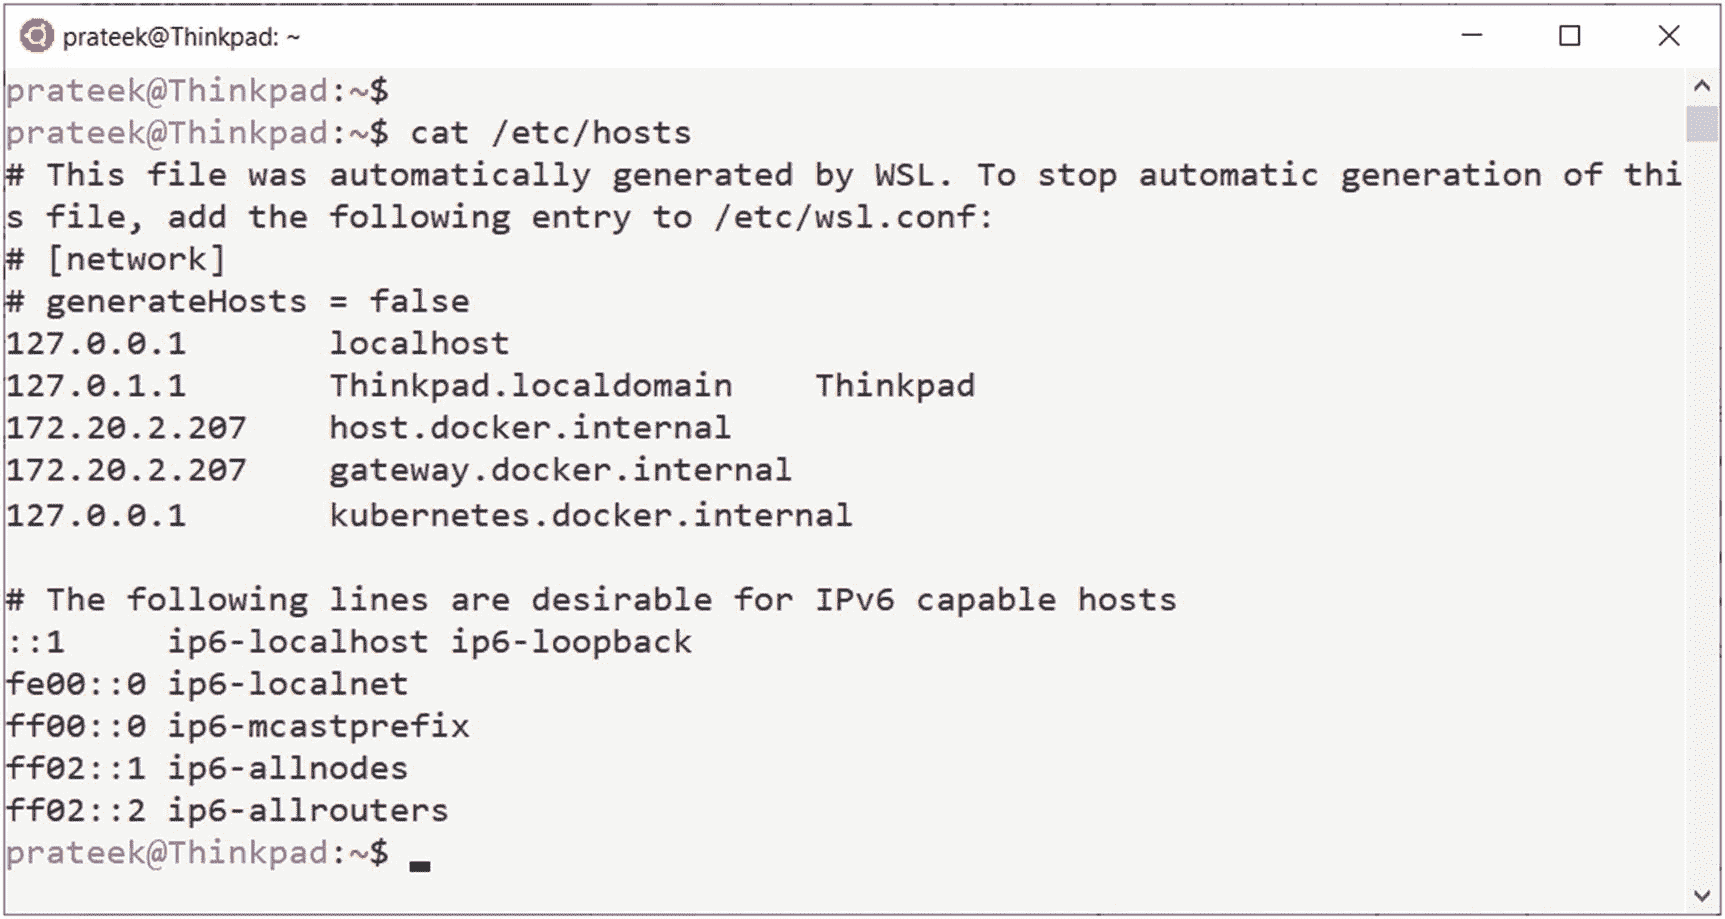 prateek@Thinkpad: ~
prateek@Thinkpad:~$
prateek@Thinkpad:~$ cat /etc/hosts
# This file was automatically generated by WSL. To stop automatic generation of thi
s file, add the following entry to /etc/wsl.conf:
# [network]
# generateHosts = false
127.0.0.1       localhost
127.0.1.1       Thinkpad.localdomain    Thinkpad
172.20.2.207    host.docker.internal
172.20.2.207    gateway.docker.internal
127.0.0.1       kubernetes.docker.internal

# The following lines are desirable for IPv6 capable hosts
::1     ip6-localhost ip6-loopback
fe00::0 ip6-localnet
ff00::0 ip6-mcastprefix
ff02::1 ip6-allnodes
ff02::2 ip6-allrouters
prateek@Thinkpad:~$